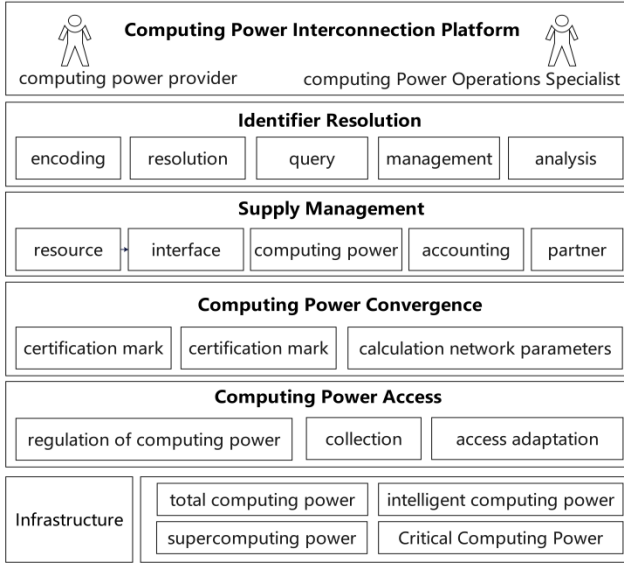 Computing Power Interconnection Platform
computing power provider
computing Power Operations Specialist
Identifier Resolution
encoding
resolution
query
management
analysis
Supply Management
resource
interface
computing power
accounting
partner
Computing Power Convergence
certification mark
certification mark
calculation network parameters
Computing Power Access
regulation of computing power
collection
access adaptation
Infrastructure
total computing power
intelligent computing power
supercomputing power
Critical Computing Power